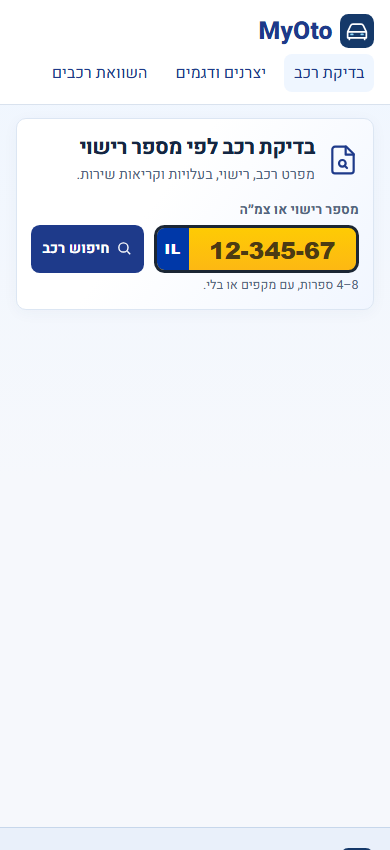 MyOto
בדיקת רכב יצרנים ודגמים השוואת רכבים
בדיקת רכב לפי מספר רישוי
מפרט רכב, רישוי, בעלויות וקריאות שירות.
מספר רישוי או צמ״ה
12-345-67 IL חיפוש רכב
4–8 ספרות, עם מקפים או בלי.